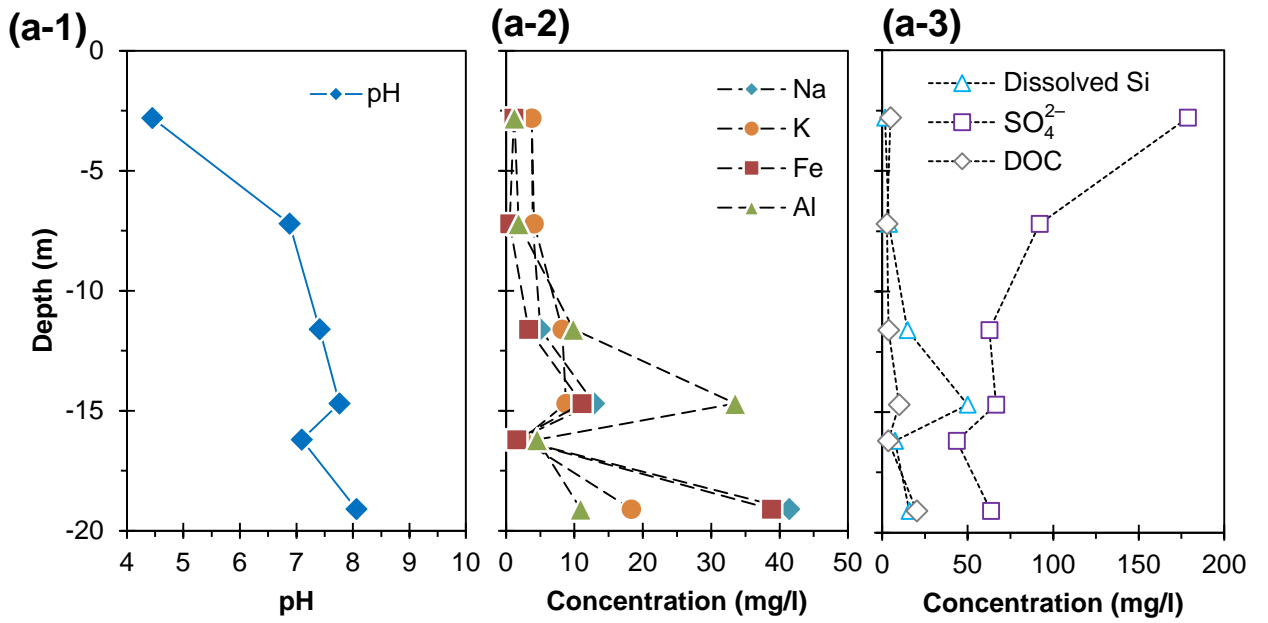 (a-1)
(a-2)
(a-3)
0
-5
-10
-15
-20
Depth (m)
pH
4 5 6 7 8 9 10
pH
Na
K
Fe
Al
0 10 20 30 40 50
Concentration (mg/l)
Dissolved Si
SO₄²⁻
DOC
0 50 100 150 200
Concentration (mg/l)